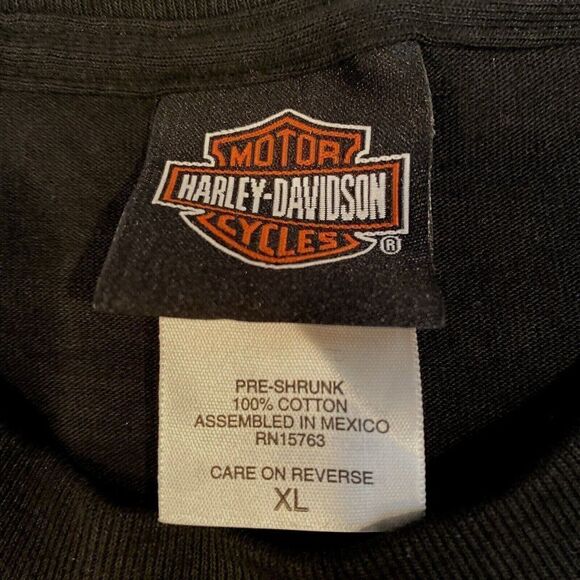 MOTOR
HARLEY-DAVIDSON
CYCLES
®
PRE-SHRUNK
100% COTTON
ASSEMBLED IN MEXICO
RN15763
CARE ON REVERSE
XL